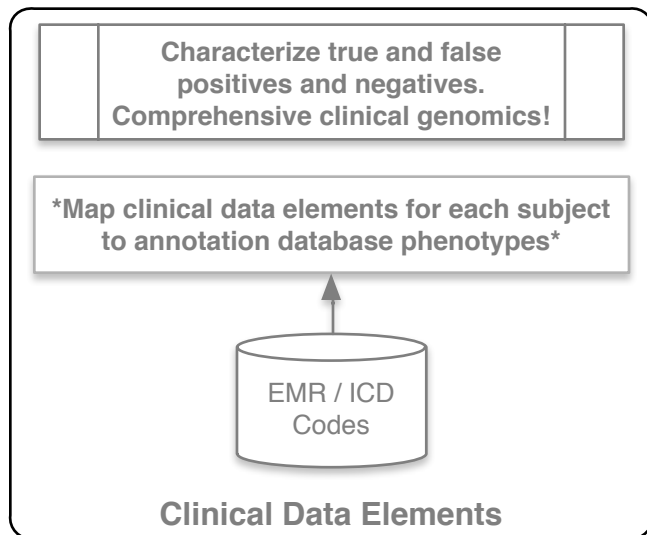 Characterize true and false
positives and negatives.
Comprehensive clinical genomics!
*Map clinical data elements for each subject
to annotation database phenotypes*
EMR / ICD
Codes
Clinical Data Elements